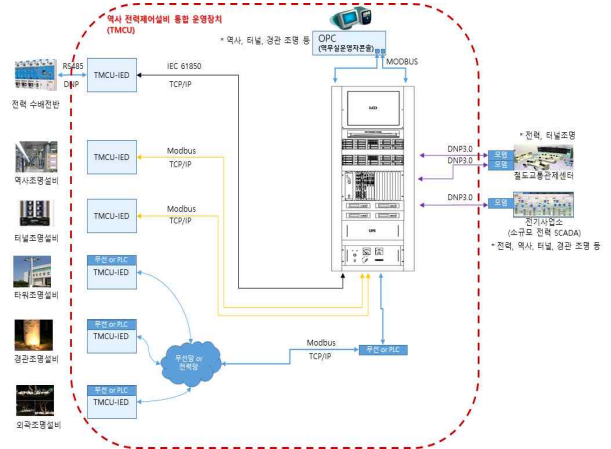 역사 전력제어설비 통합 운영장치
(TMCU)
* 역사, 터널, 경관 조명 등
OPC
(역무실운영자콘솔)
MODBUS
RS485
DNP
TMCU-IED
IEC 61850
TCP/IP
전력 수배전반
TMCU-IED
Modbus
TCP/IP
역사조명설비
TMCU-IED
Modbus
TCP/IP
터널조명설비
무선 or PLC
TMCU-IED
타워조명설비
무선 or PLC
TMCU-IED
경관조명설비
무선 or PLC
TMCU-IED
외곽조명설비
무선망 or
전력망
Modbus
TCP/IP
무선 or PLC
LCD
UPS
* 전력, 터널조명
DNP3.0
모뎀
DNP3.0
모뎀
철도교통관제센터
DNP3.0
모뎀
전기사업소
(소규모 전력 SCADA)
* 전력, 역사, 터널, 경관 조명 등